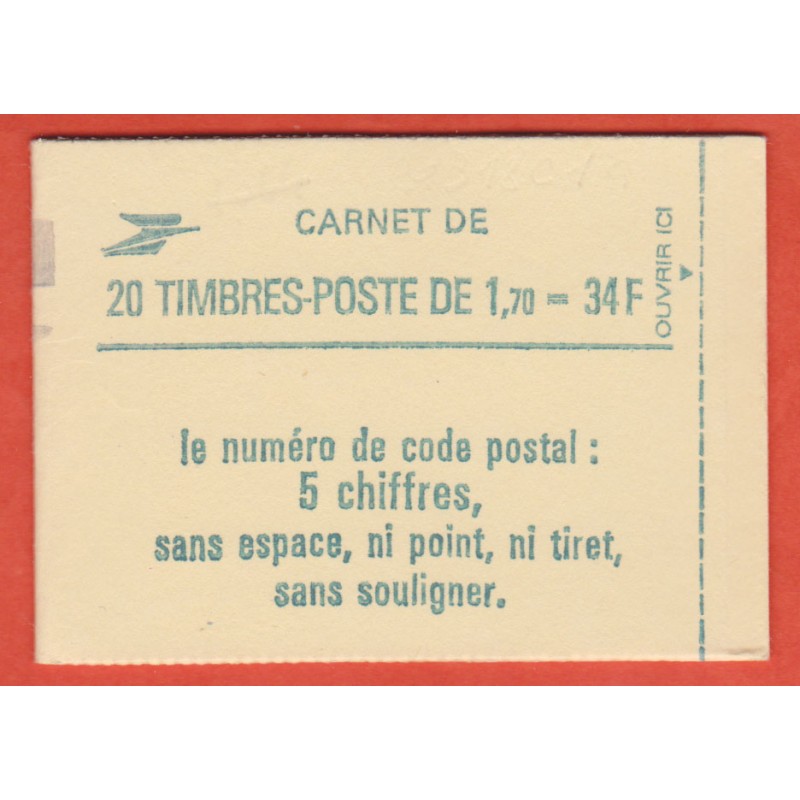 CARNET DE
20 TIMBRES-POSTE DE 1,70 = 34F
OUVRIR ICI
le numéro de code postal :
5 chiffres,
sans espace, ni point, ni tiret,
sans souligner.